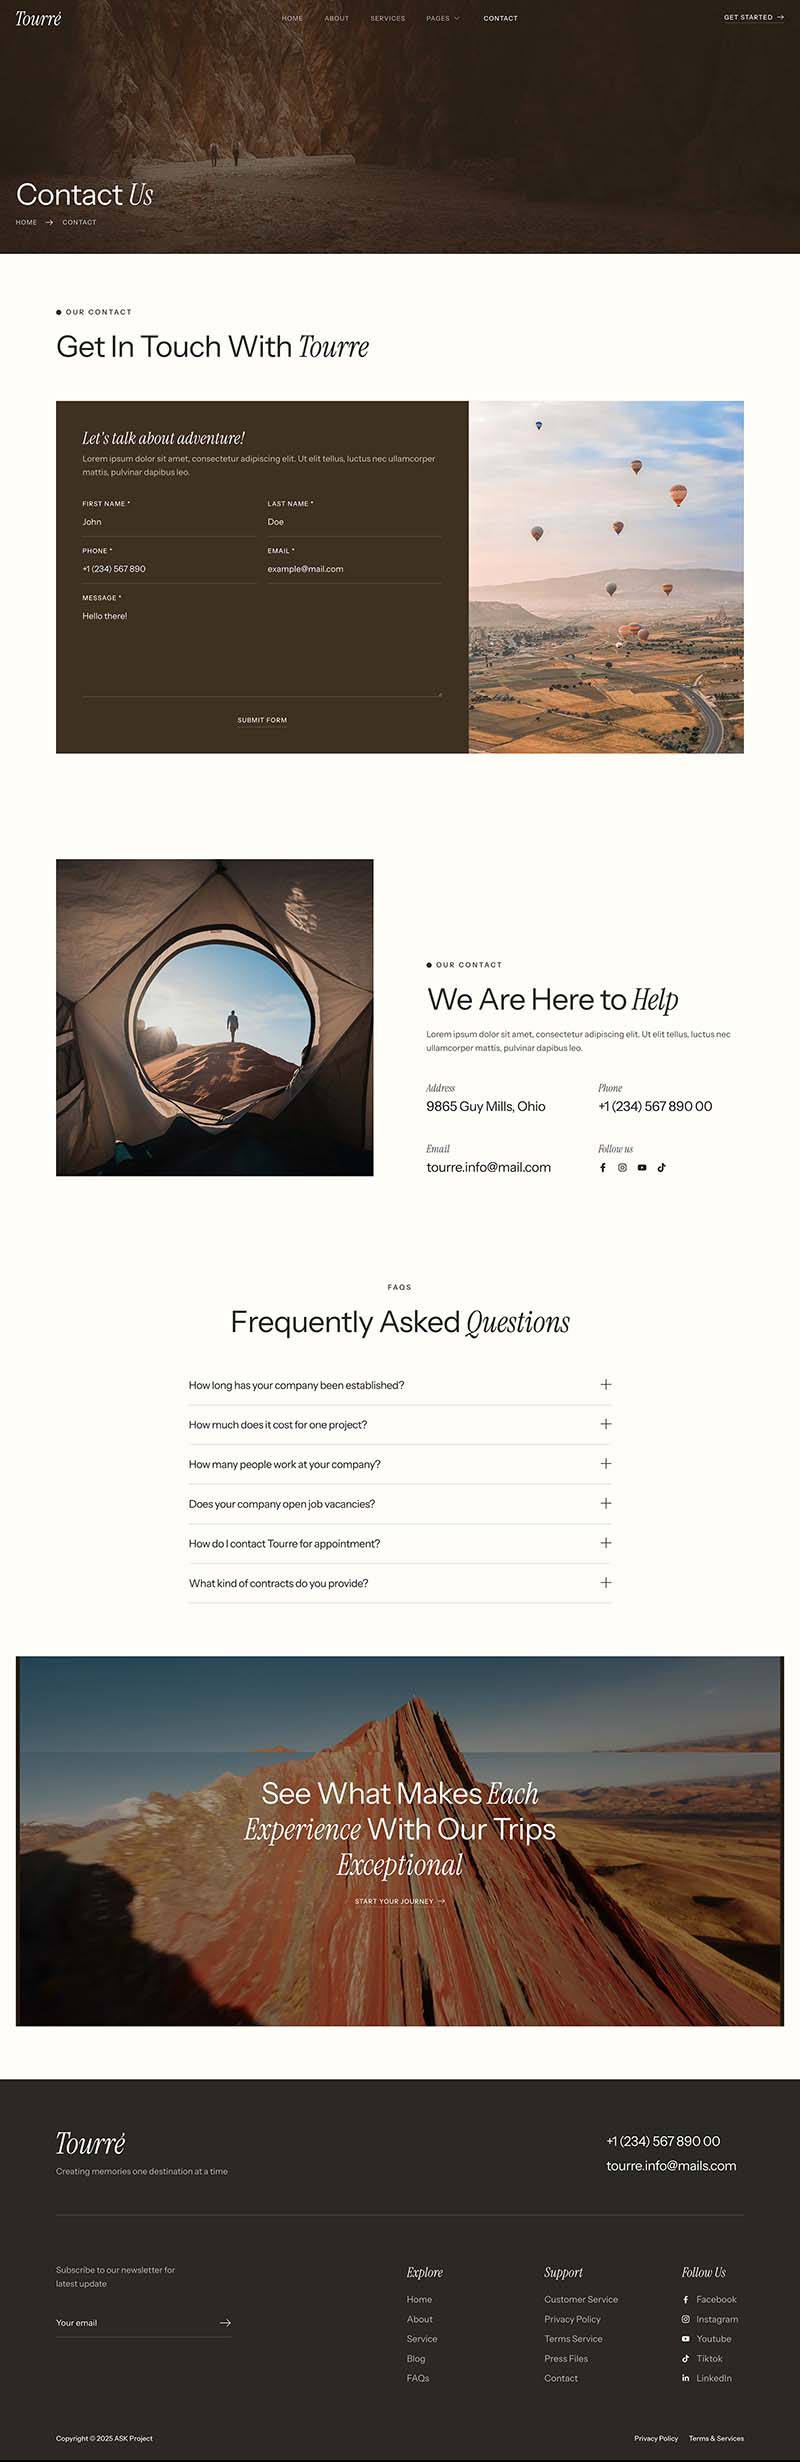 Tourré
HOME ABOUT SERVICES PAGES CONTACT
GET STARTED
Contact Us
HOME CONTACT
OUR CONTACT
Get In Touch With Tourre
Let's talk about adventure!
Lorem ipsum dolor sit amet, consectetur adipiscing elit. Ut elit tellus, luctus nec ullamcorper
mattis, pulvinar dapibus leo.
FIRST NAME * LAST NAME *
John Doe
PHONE * EMAIL *
+1 (234) 567 890 example@mail.com
MESSAGE *
Hello there!
SUBMIT FORM
OUR CONTACT
We Are Here to Help
Lorem ipsum dolor sit amet, consectetur adipiscing elit. Ut elit tellus, luctus nec
ullamcorper mattis, pulvinar dapibus leo.
Address Phone
9865 Guy Mills, Ohio +1 (234) 567 890 00
Email Follow us
tourre.info@mail.com
FAQS
Frequently Asked Questions
How long has your company been established?
How much does it cost for one project?
How many people work at your company?
Does your company open job vacancies?
How do I contact Tourre for appointment?
What kind of contracts do you provide?
See What Makes Each
Experience With Our Trips
Exceptional
START YOUR JOURNEY
Tourré
Creating memories one destination at a time
+1 (234) 567 890 00
tourre.info@mails.com
Subscribe to our newsletter for
latest update
Your email
Explore
Home
About
Service
Blog
FAQs
Support
Customer Service
Privacy Policy
Terms Service
Press Files
Contact
Follow Us
Facebook
Instagram
Youtube
Tiktok
LinkedIn
Copyright © 2025 ASK Project
Privacy Policy Terms & Services